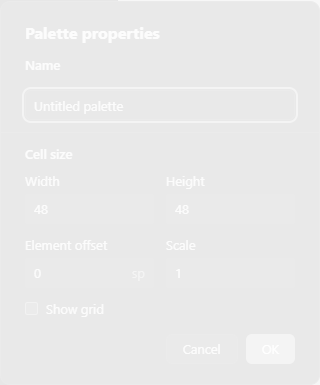 Palette properties
Name
Untitled palette
Cell size
Width Height
48 48
Element offset Scale
0 sp 1
Show grid
Cancel OK